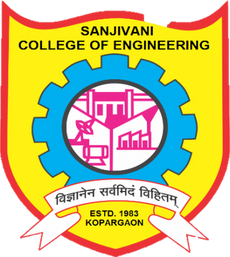 SANJIVANI
COLLEGE OF ENGINEERING
विज्ञानेन सर्वमिदं विहितम्
ESTD. 1983
KOPARGAON